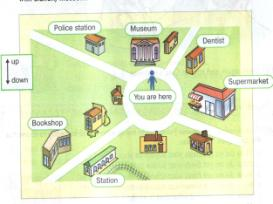 Police station
Museum
Dentist
up
down
Supermarket
You are here
Bookshop
Station